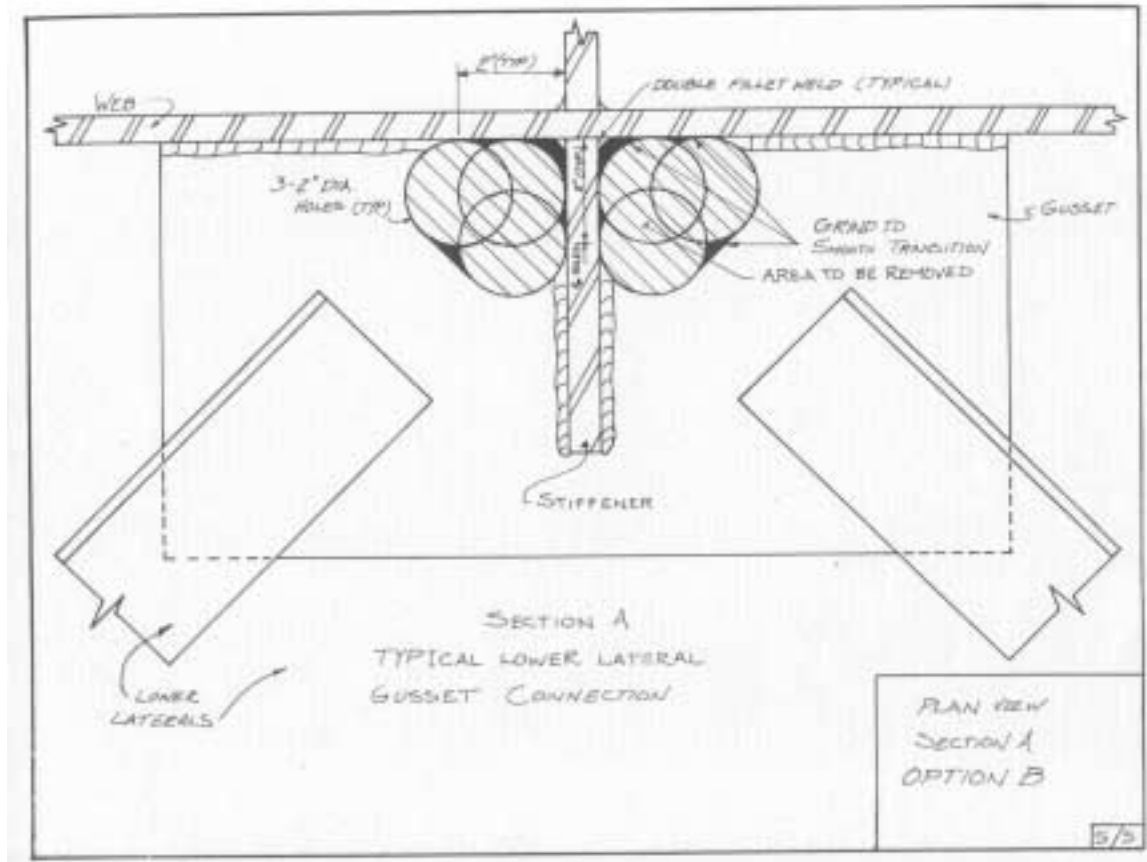 2"(TYP)
DOUBLE FILLET WELD (TYPICAL)
WEB
3-2" DIA.
HOLES (TYP)
GUSSET
GRIND TO
SMOOTH TRANSITION
AREA TO BE REMOVED
STIFFENER
SECTION A
TYPICAL LOWER LATERAL
GUSSET CONNECTION
LOWER
LATERALS
PLAN VIEW
SECTION A
OPTION B
5/5